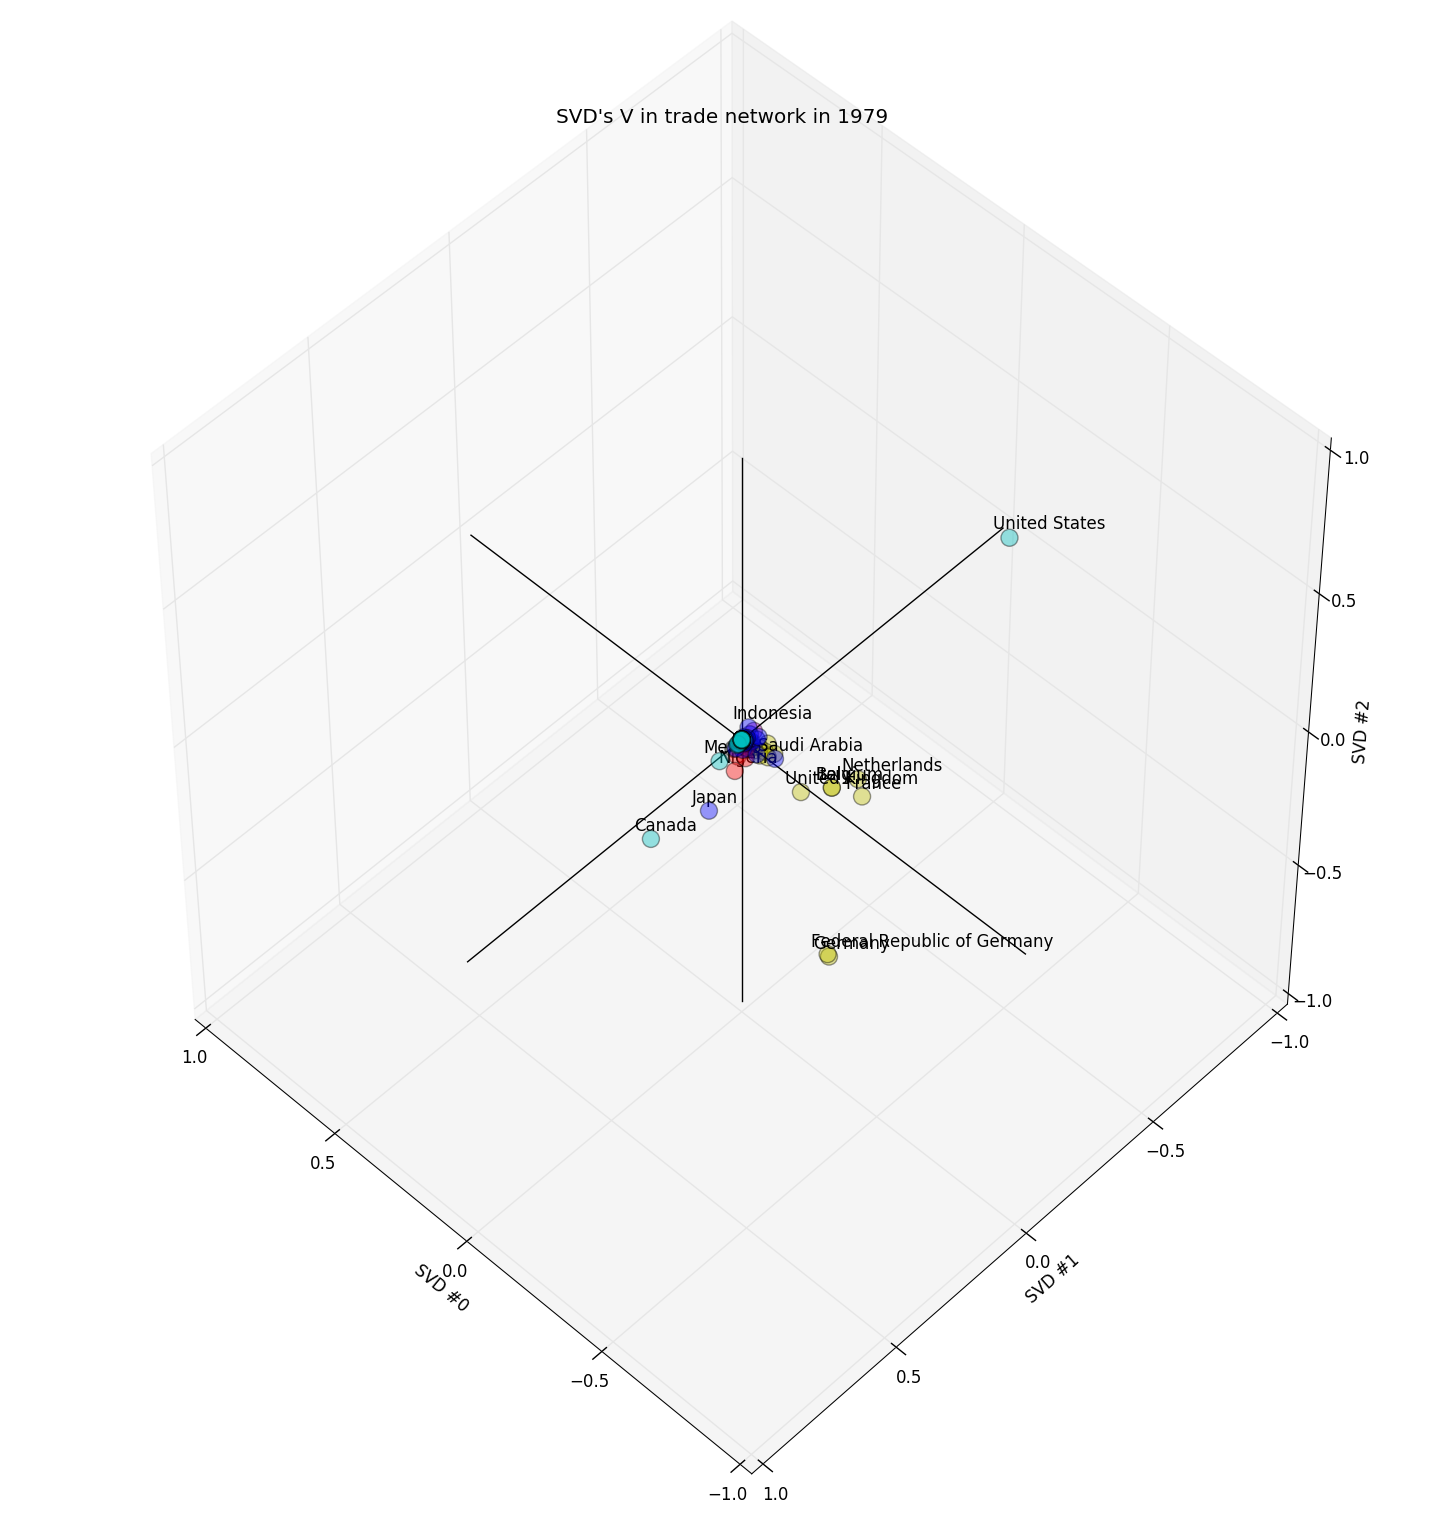 SVD's V in trade network in 1979
1.0
United States
0.5
Indonesia
SVD #2
0.0
Saudi Arabia
Nigeria
Netherlands
United Kingdom
France
Japan
Canada
−0.5
Federal Republic of Germany
Germany
−1.0
1.0
0.5
0.0
−0.5
−1.0
SVD #0
−1.0
−0.5
0.0
0.5
1.0
SVD #1